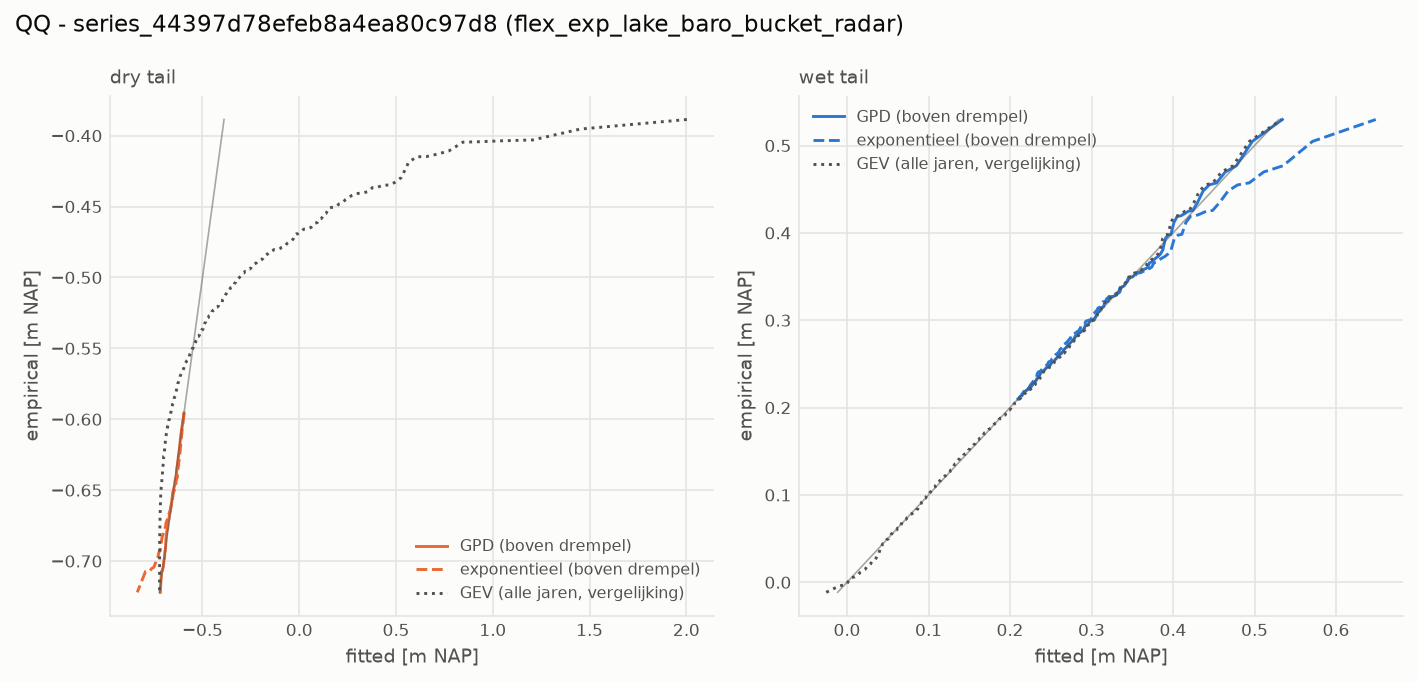 QQ - series_44397d78efeb8a4ea80c97d8 (flex_exp_lake_baro_bucket_radar)
dry tail
empirical [m NAP]
−0.40
−0.45
−0.50
−0.55
−0.60
−0.65
−0.70
GPD (boven drempel)
exponentieel (boven drempel)
GEV (alle jaren, vergelijking)
−0.5 0.0 0.5 1.0 1.5 2.0
fitted [m NAP]
wet tail
GPD (boven drempel)
exponentieel (boven drempel)
GEV (alle jaren, vergelijking)
empirical [m NAP]
0.5
0.4
0.3
0.2
0.1
0.0
0.0 0.1 0.2 0.3 0.4 0.5 0.6
fitted [m NAP]